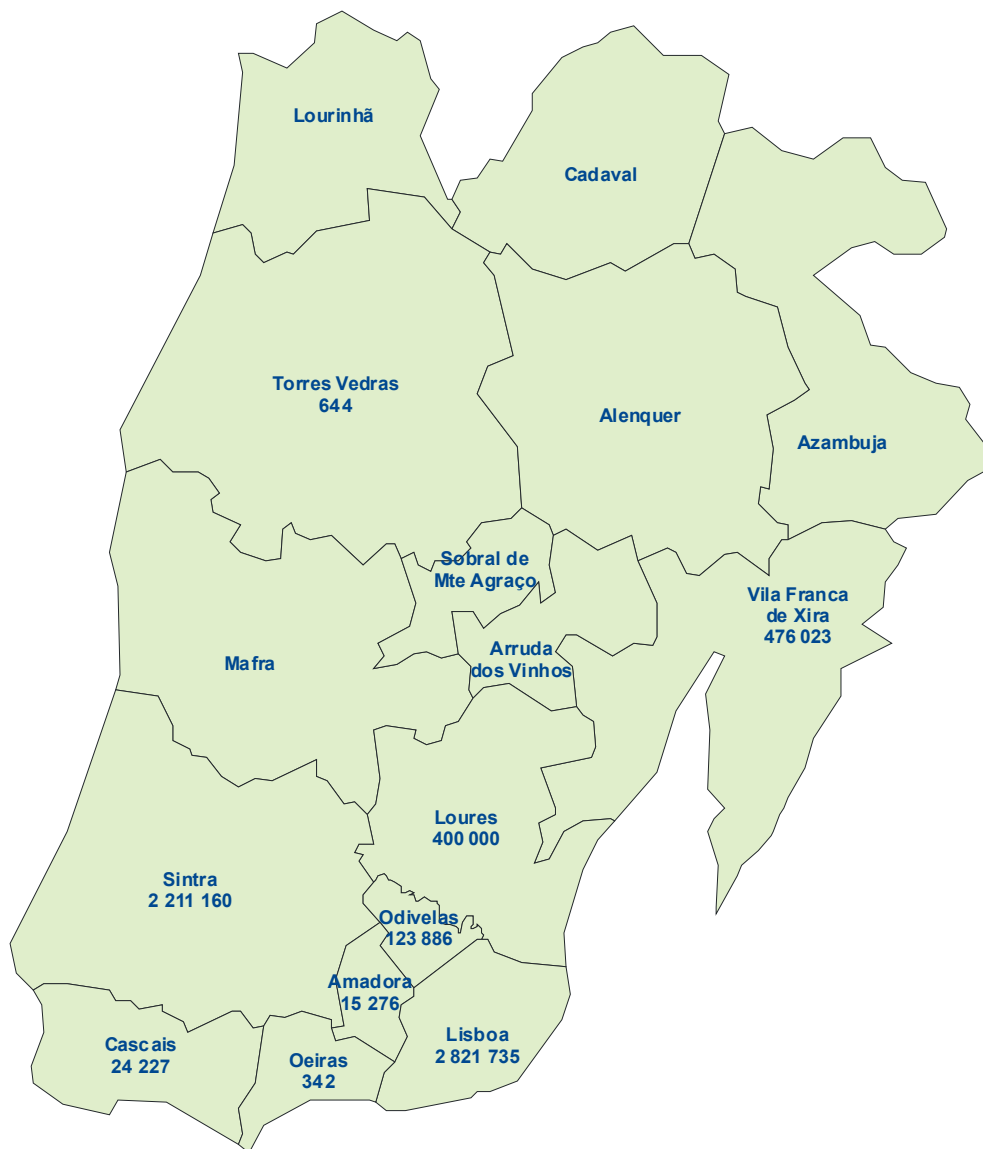 Lourinhã
Cadaval
Torres Vedras
644
Alenquer
Azambuja
Sobral de
Mte Agraço
Vila Franca
de Xira
476 023
Mafra
Arruda
dos Vinhos
Loures
400 000
Sintra
2 211 160
Odivelas
123 886
Amadora
15 276
Cascais
24 227
Oeiras
342
Lisboa
2 821 735